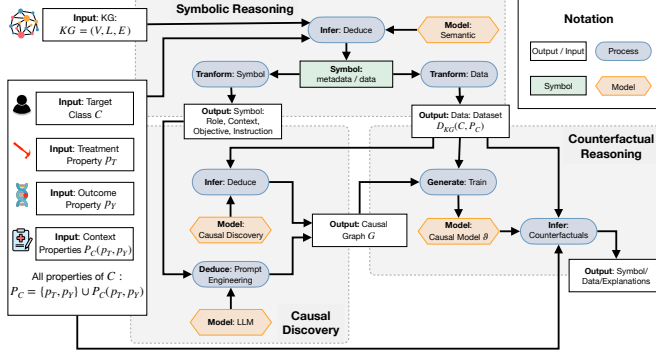 Symbolic Reasoning
Input: KG:
KG = (V, L, E)
Infer: Deduce
Model:
Semantic
Symbol:
metadata / data
Tranform: Symbol
Tranform: Data
Notation
Output / Input
Process
Symbol
Model
Input: Target
Class C
Input: Treatment
Property p_T
Input: Outcome
Property p_Y
Input: Context
Properties P_C(p_T, p_Y)
All properties of C :
P_C = {p_T, p_Y} ∪ P_C(p_T, p_Y)
Output: Symbol:
Role, Context,
Objective, Instruction
Output: Data: Dataset
D_KG(C, P_C)
Counterfactual
Reasoning
Infer: Deduce
Model:
Causal Discovery
Output: Causal
Graph G
Deduce: Prompt
Engineering
Model: LLM
Causal
Discovery
Generate: Train
Model:
Causal Model ϑ
Infer:
Counterfactuals
Output: Symbol/
Data/Explanations